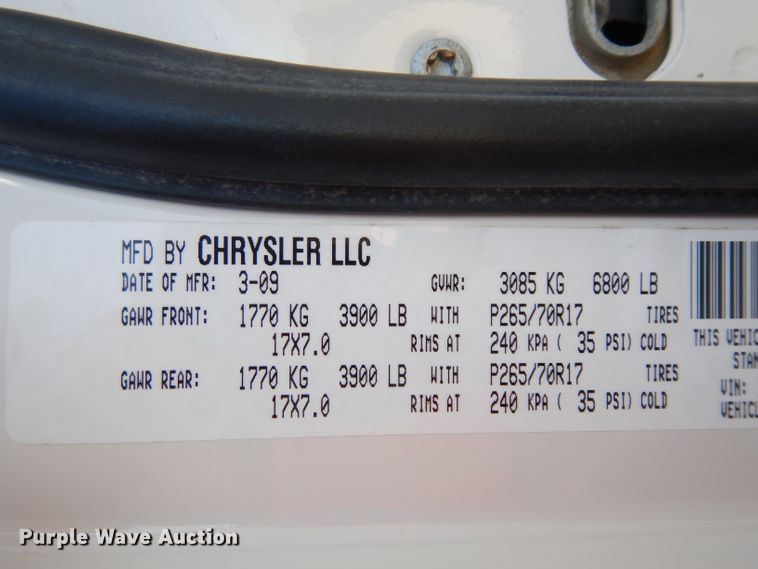 MFD BY CHRYSLER LLC
DATE OF MFR: 3-09 GVWR: 3085 KG 6800 LB
GAWR FRONT: 1770 KG 3900 LB WITH P265/70R17 TIRES
17X7.0 RIMS AT 240 KPA ( 35 PSI) COLD
GAWR REAR: 1770 KG 3900 LB WITH P265/70R17 TIRES
17X7.0 RIMS AT 240 KPA ( 35 PSI) COLD
THIS
VIN:
Purple Wave Auction